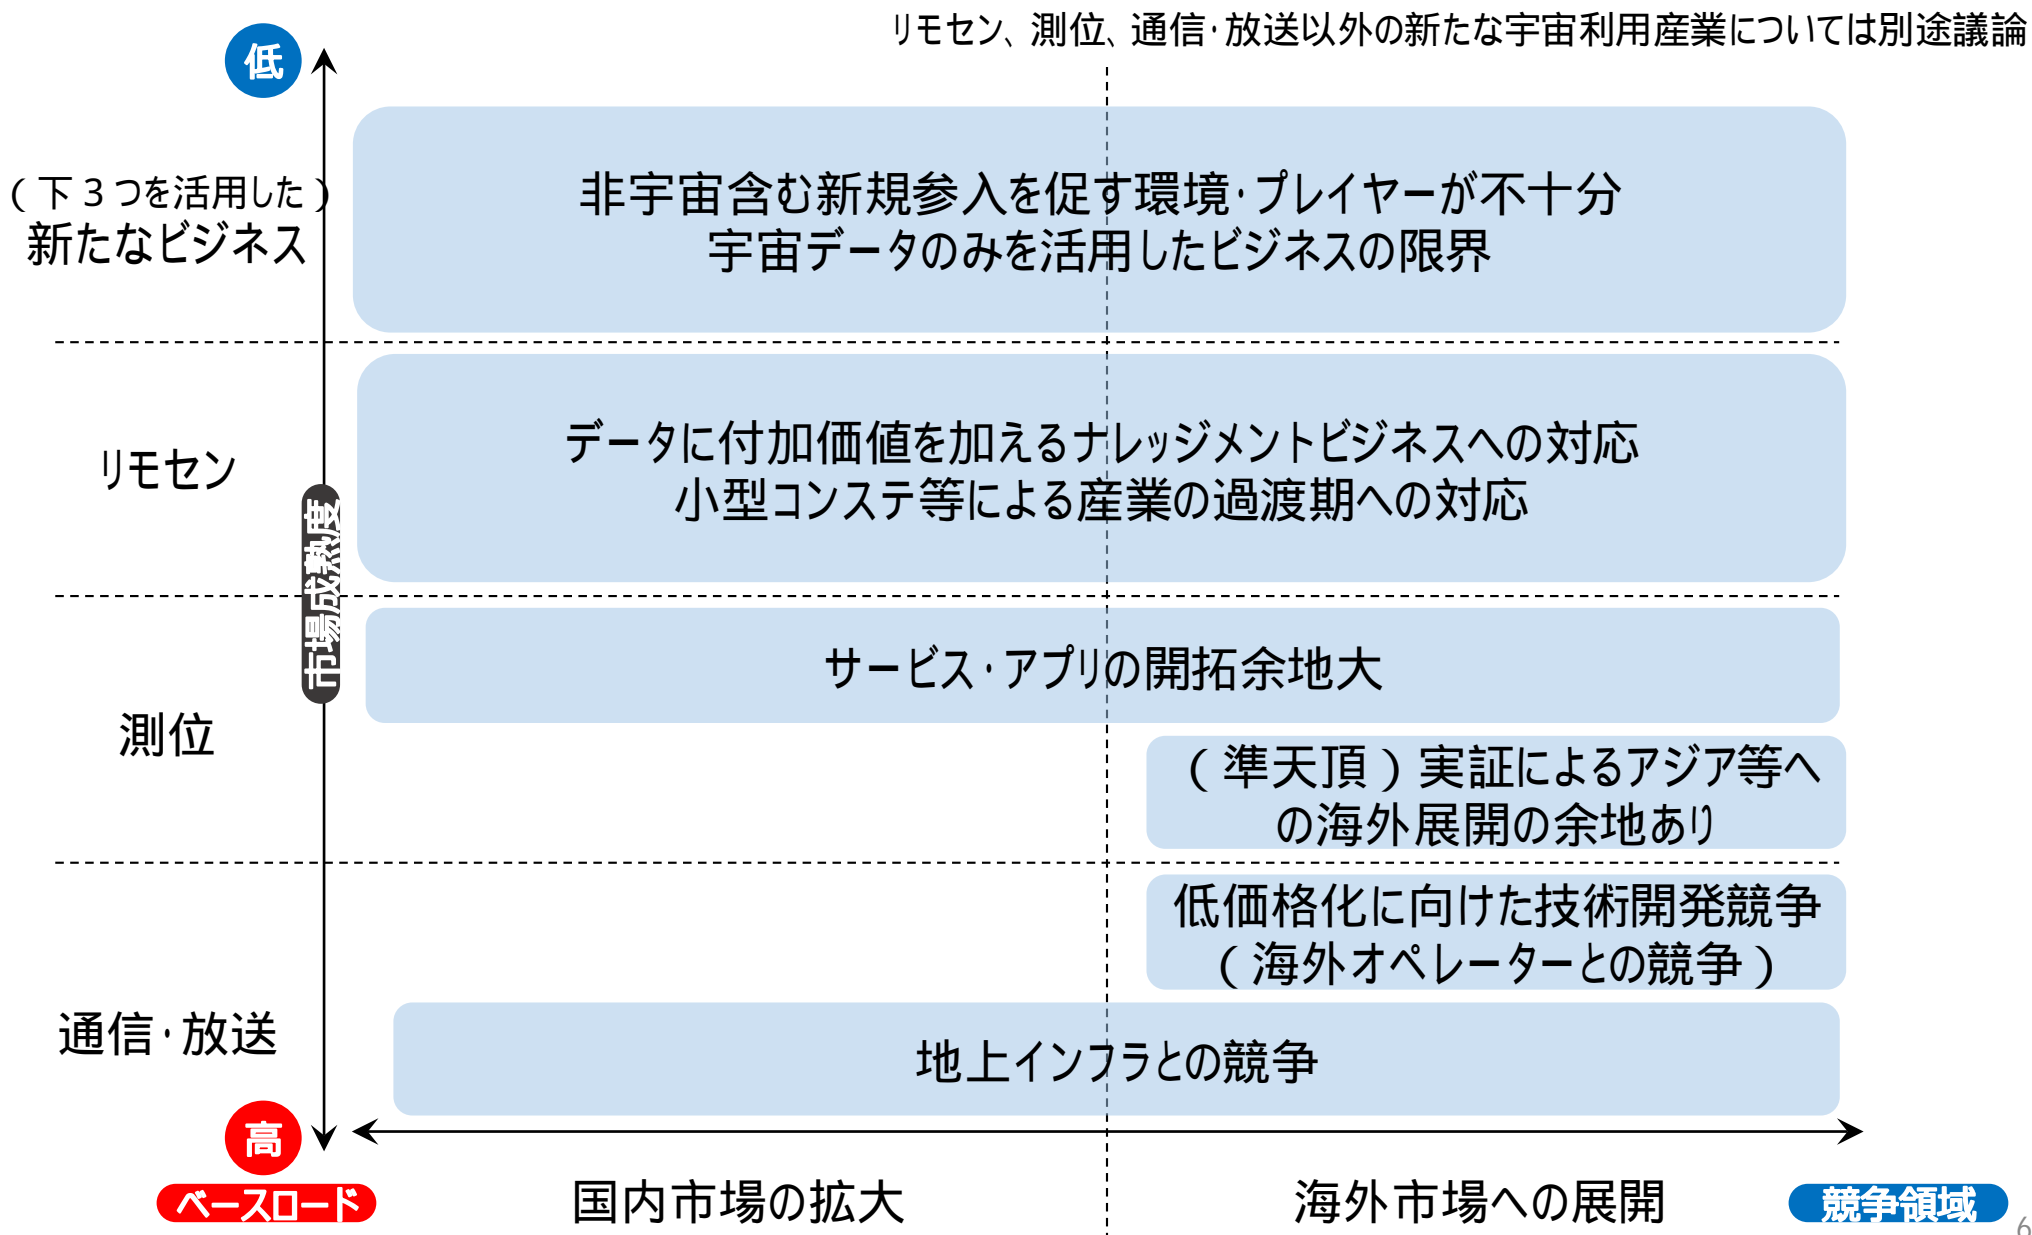 リモセン、測位、通信・放送以外の新たな宇宙利用産業については別途議論
低
（下３つを活用した）
新たなビジネス
非宇宙含む新規参入を促す環境・プレイヤーが不十分
宇宙データのみを活用したビジネスの限界
リモセン
データに付加価値を加えるナレッジメントビジネスへの対応
小型コンステ等による産業の過渡期への対応
市場成熟度
測位
サービス・アプリの開拓余地大
（準天頂）実証によるアジア等へ
の海外展開の余地あり
通信・放送
低価格化に向けた技術開発競争
（海外オペレーターとの競争）
地上インフラとの競争
高
ベースロード
国内市場の拡大
海外市場への展開
競争領域
6